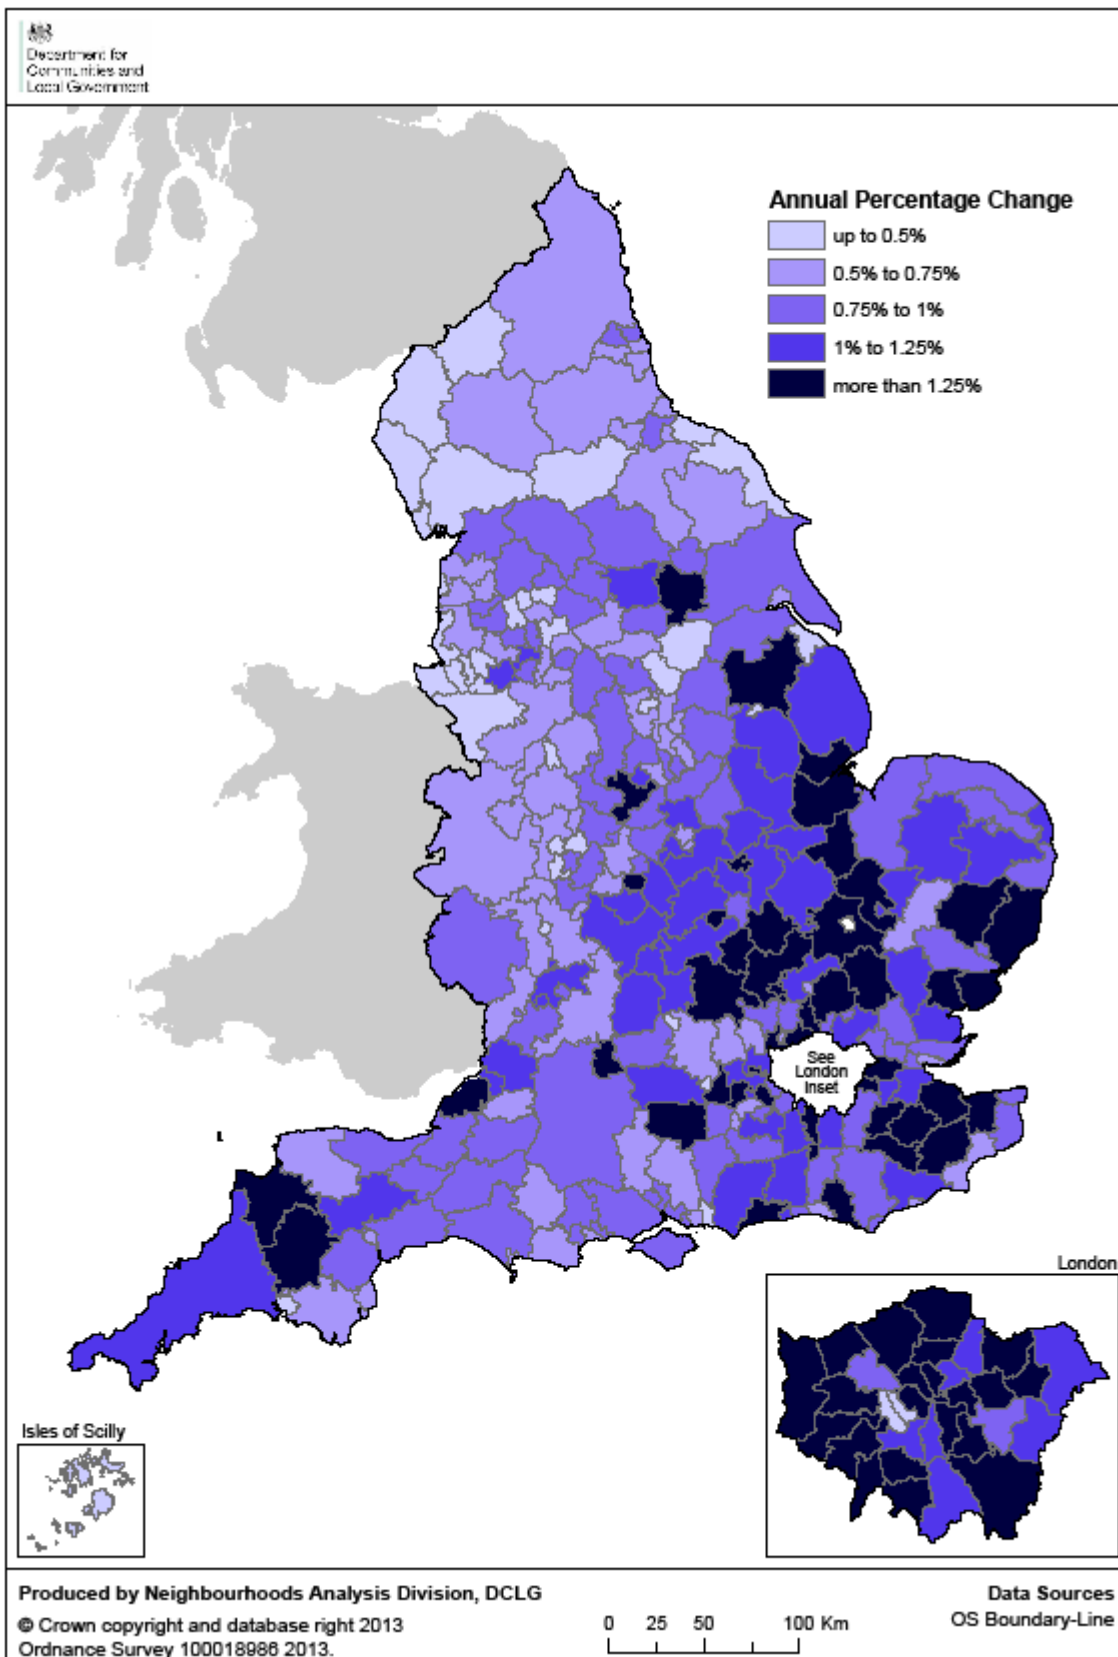 Department for
Communities and
Local Government
Annual Percentage Change
up to 0.5%
0.5% to 0.75%
0.75% to 1%
1% to 1.25%
more than 1.25%
See
London
Inset
London
Isles of Scilly
Produced by Neighbourhoods Analysis Division, DCLG
© Crown copyright and database right 2013
Ordnance Survey 100018986 2013.
0 25 50 100 Km
Data Sources
OS Boundary-Line